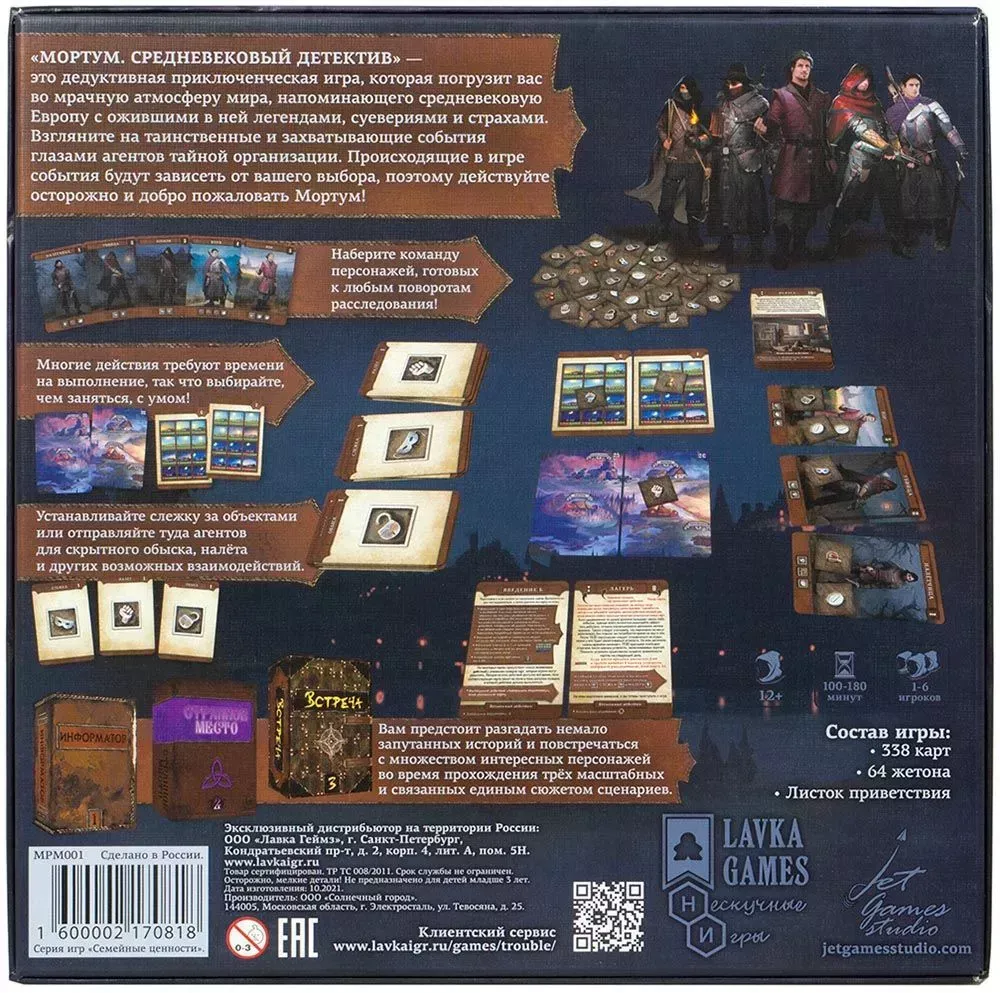 «МОРТУМ. СРЕДНЕВЕКОВЫЙ ДЕТЕКТИВ» —
это дедуктивная приключенческая игра, которая погрузит вас
во мрачную атмосферу мира, напоминающего средневековую
Европу с ожившими в ней легендами, суевериями и страхами.
Взгляните на таинственные и захватывающие события
глазами агентов тайной организации. Происходящие в игре
события будут зависеть от вашего выбора, поэтому действуйте
осторожно и добро пожаловать Мортум!
Наберите команду
персонажей, готовых
к любым поворотам
расследования!
Многие действия требуют времени
на выполнение, так что выбирайте,
чем заняться, с умом!
Устанавливайте слежку за объектами
или отправляйте туда агентов
для скрытного обыска, налёта
и других возможных взаимодействий.
ВВЕДЕНИЕ Б
ЛАГЕРЬ
ИНФОРМАТОР
1
СТРАННОЕ
МЕСТО
2
ВСТРЕЧА
3
12+
100-180
минут
1-6
игроков
Вам предстоит разгадать немало
запутанных историй и повстречаться
с множеством интересных персонажей
во время прохождения трёх масштабных
и связанных единым сюжетом сценариев.
Состав игры:
• 338 карт
• 64 жетона
• Листок приветствия
MPM001 Сделано в России.
1 600002 170818
Серия игр «Семейные ценности».
Эксклюзивный дистрибьютор на территории России:
ООО «Лавка Геймз», г. Санкт-Петербург,
Кондратьевский пр-т, д. 2, корп. 4, лит. А, пом. 5Н.
www.lavkaigr.ru
Товар сертифицирован. ТР ТС 008/2011. Срок службы не ограничен.
Осторожно, мелкие детали! Не предназначено для детей младше 3 лет.
Дата изготовления: 10.2021.
Производитель: ООО «Солнечный город».
144005, Московская область, г. Электросталь, ул. Тевосяна, д. 25.
0-3
EAC
Клиентский сервис
www.lavkaigr.ru/games/trouble/
LAVKA
GAMES
Нескучные
Игры
Jet
Games
studio
jetgamesstudio.com